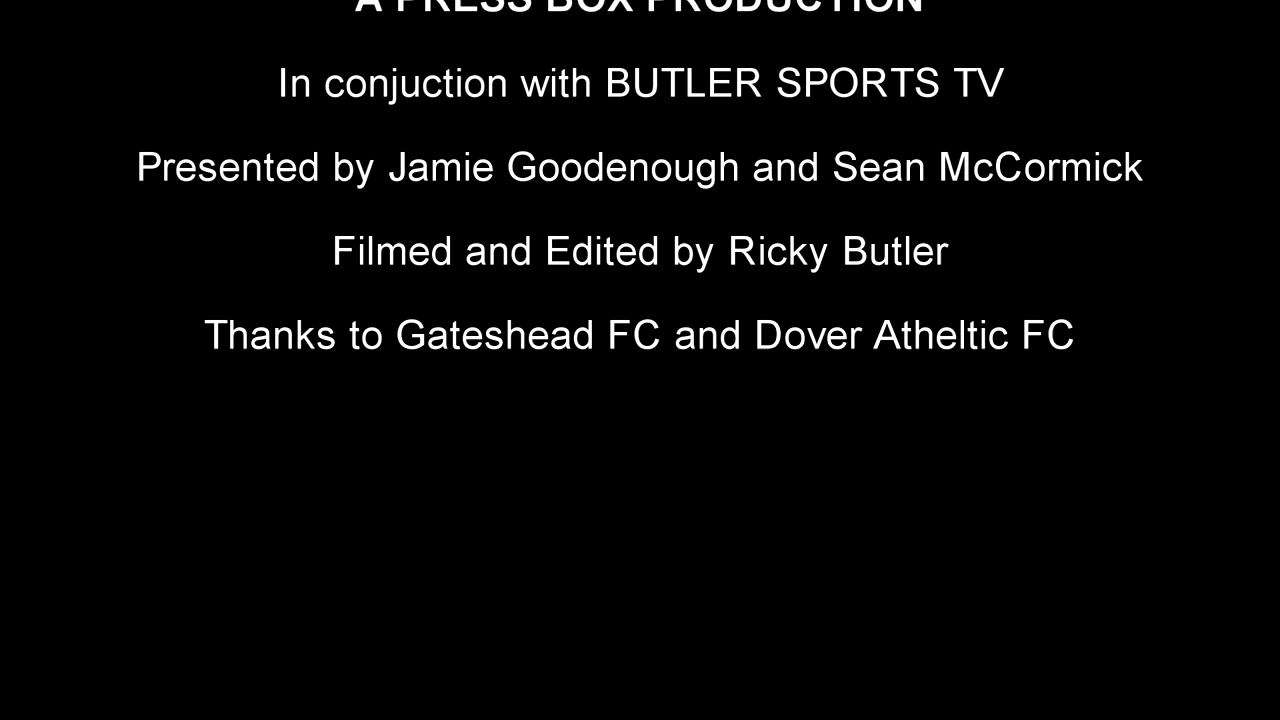 A PRESS BOX PRODUCTION
In conjuction with BUTLER SPORTS TV
Presented by Jamie Goodenough and Sean McCormick
Filmed and Edited by Ricky Butler
Thanks to Gateshead FC and Dover Atheltic FC